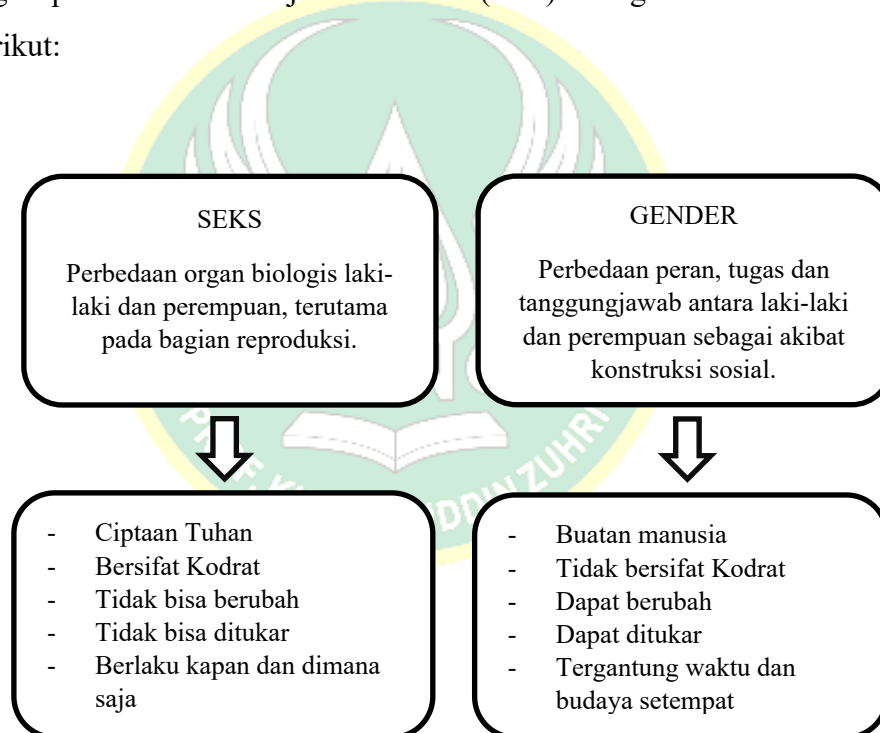 rikut:
SEKS
Perbedaan organ biologis laki-
laki dan perempuan, terutama
pada bagian reproduksi.
GENDER
Perbedaan peran, tugas dan
tanggungjawab antara laki-laki
dan perempuan sebagai akibat
konstruksi sosial.
- Ciptaan Tuhan
- Bersifat Kodrat
- Tidak bisa berubah
- Tidak bisa ditukar
- Berlaku kapan dan dimana
saja
- Buatan manusia
- Tidak bersifat Kodrat
- Dapat berubah
- Dapat ditukar
- Tergantung waktu dan
budaya setempat